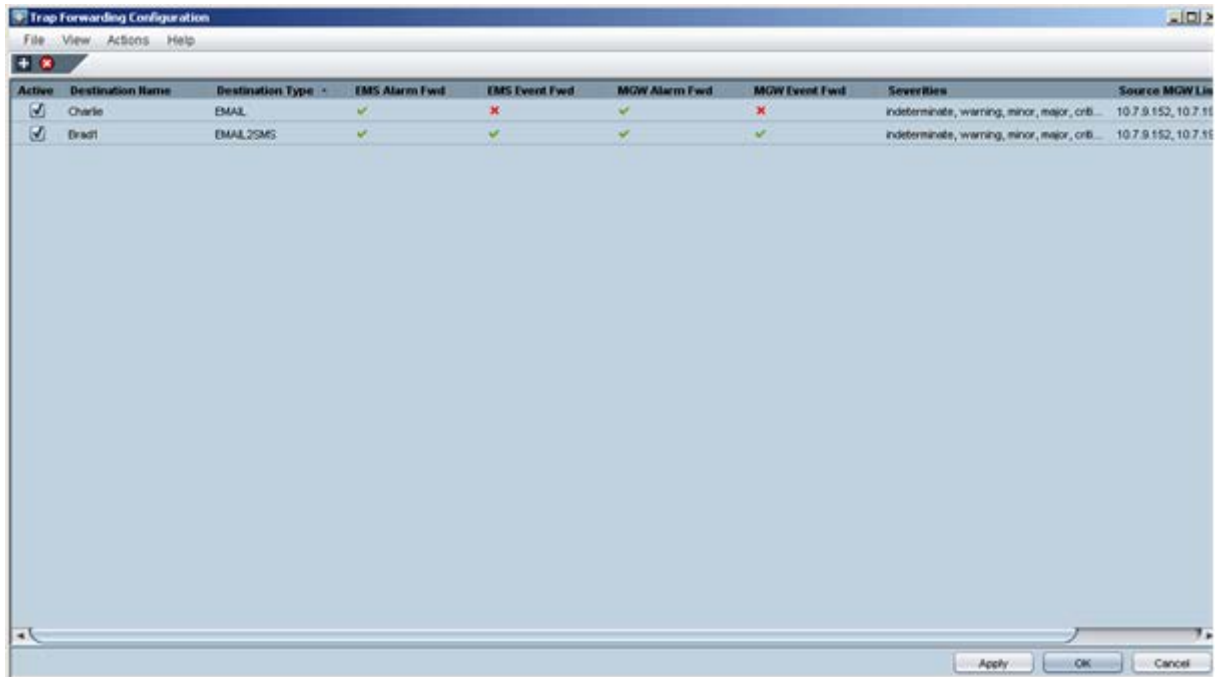 Trap Forwarding Configuration
File View Actions Help
Active Destination Name Destination Type EMS Alarm Fwd EMS Event Fwd MGW Alarm Fwd MGW Event Fwd Severities Source MGW Lis
Charlie EMAIL indeterminate, warning, minor, major, criti... 10.7.9.152, 10.7.19
Brad1 EMAIL2SMS indeterminate, warning, minor, major, criti... 10.7.9.152, 10.7.19
Apply OK Cancel